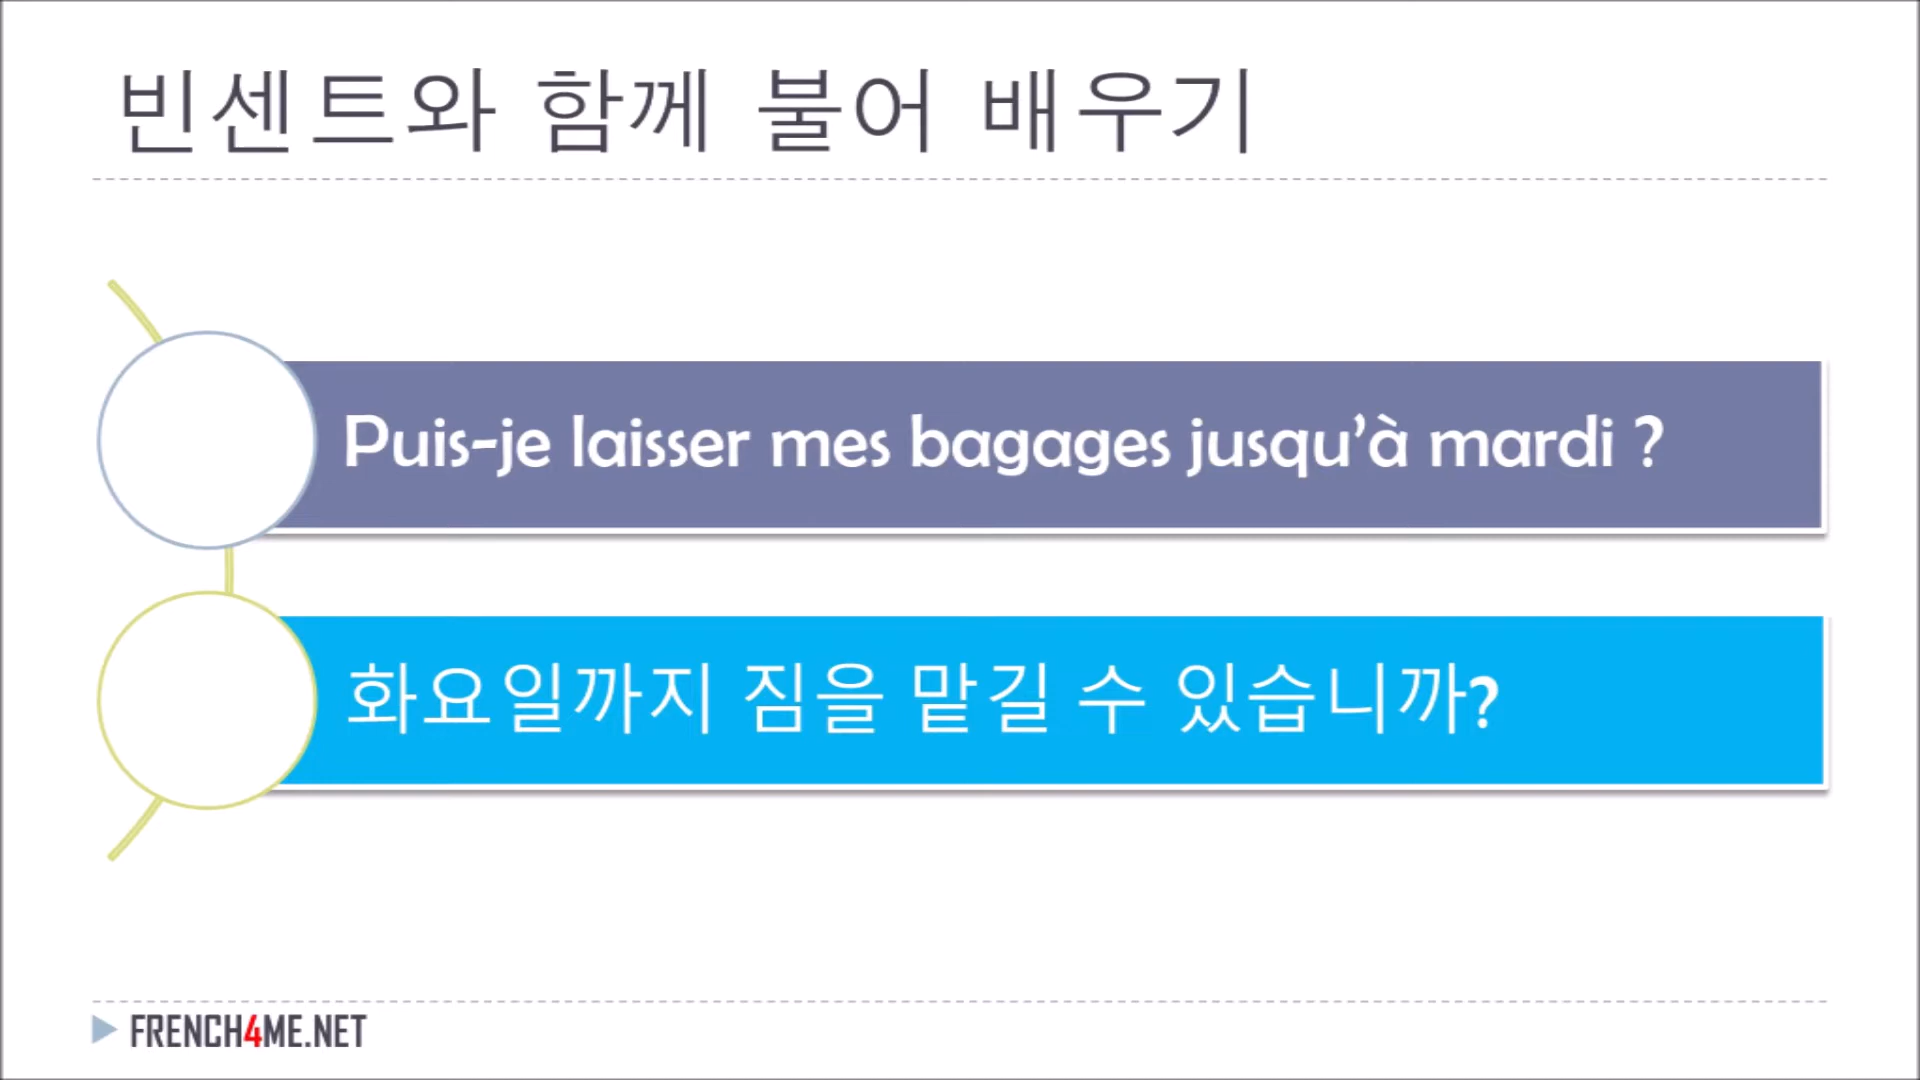 빈센트와 함께 불어 배우기
Puis-je laisser mes bagages jusqu’à mardi ?
화요일까지 짐을 맡길 수 있습니까?
FRENCH4ME.NET